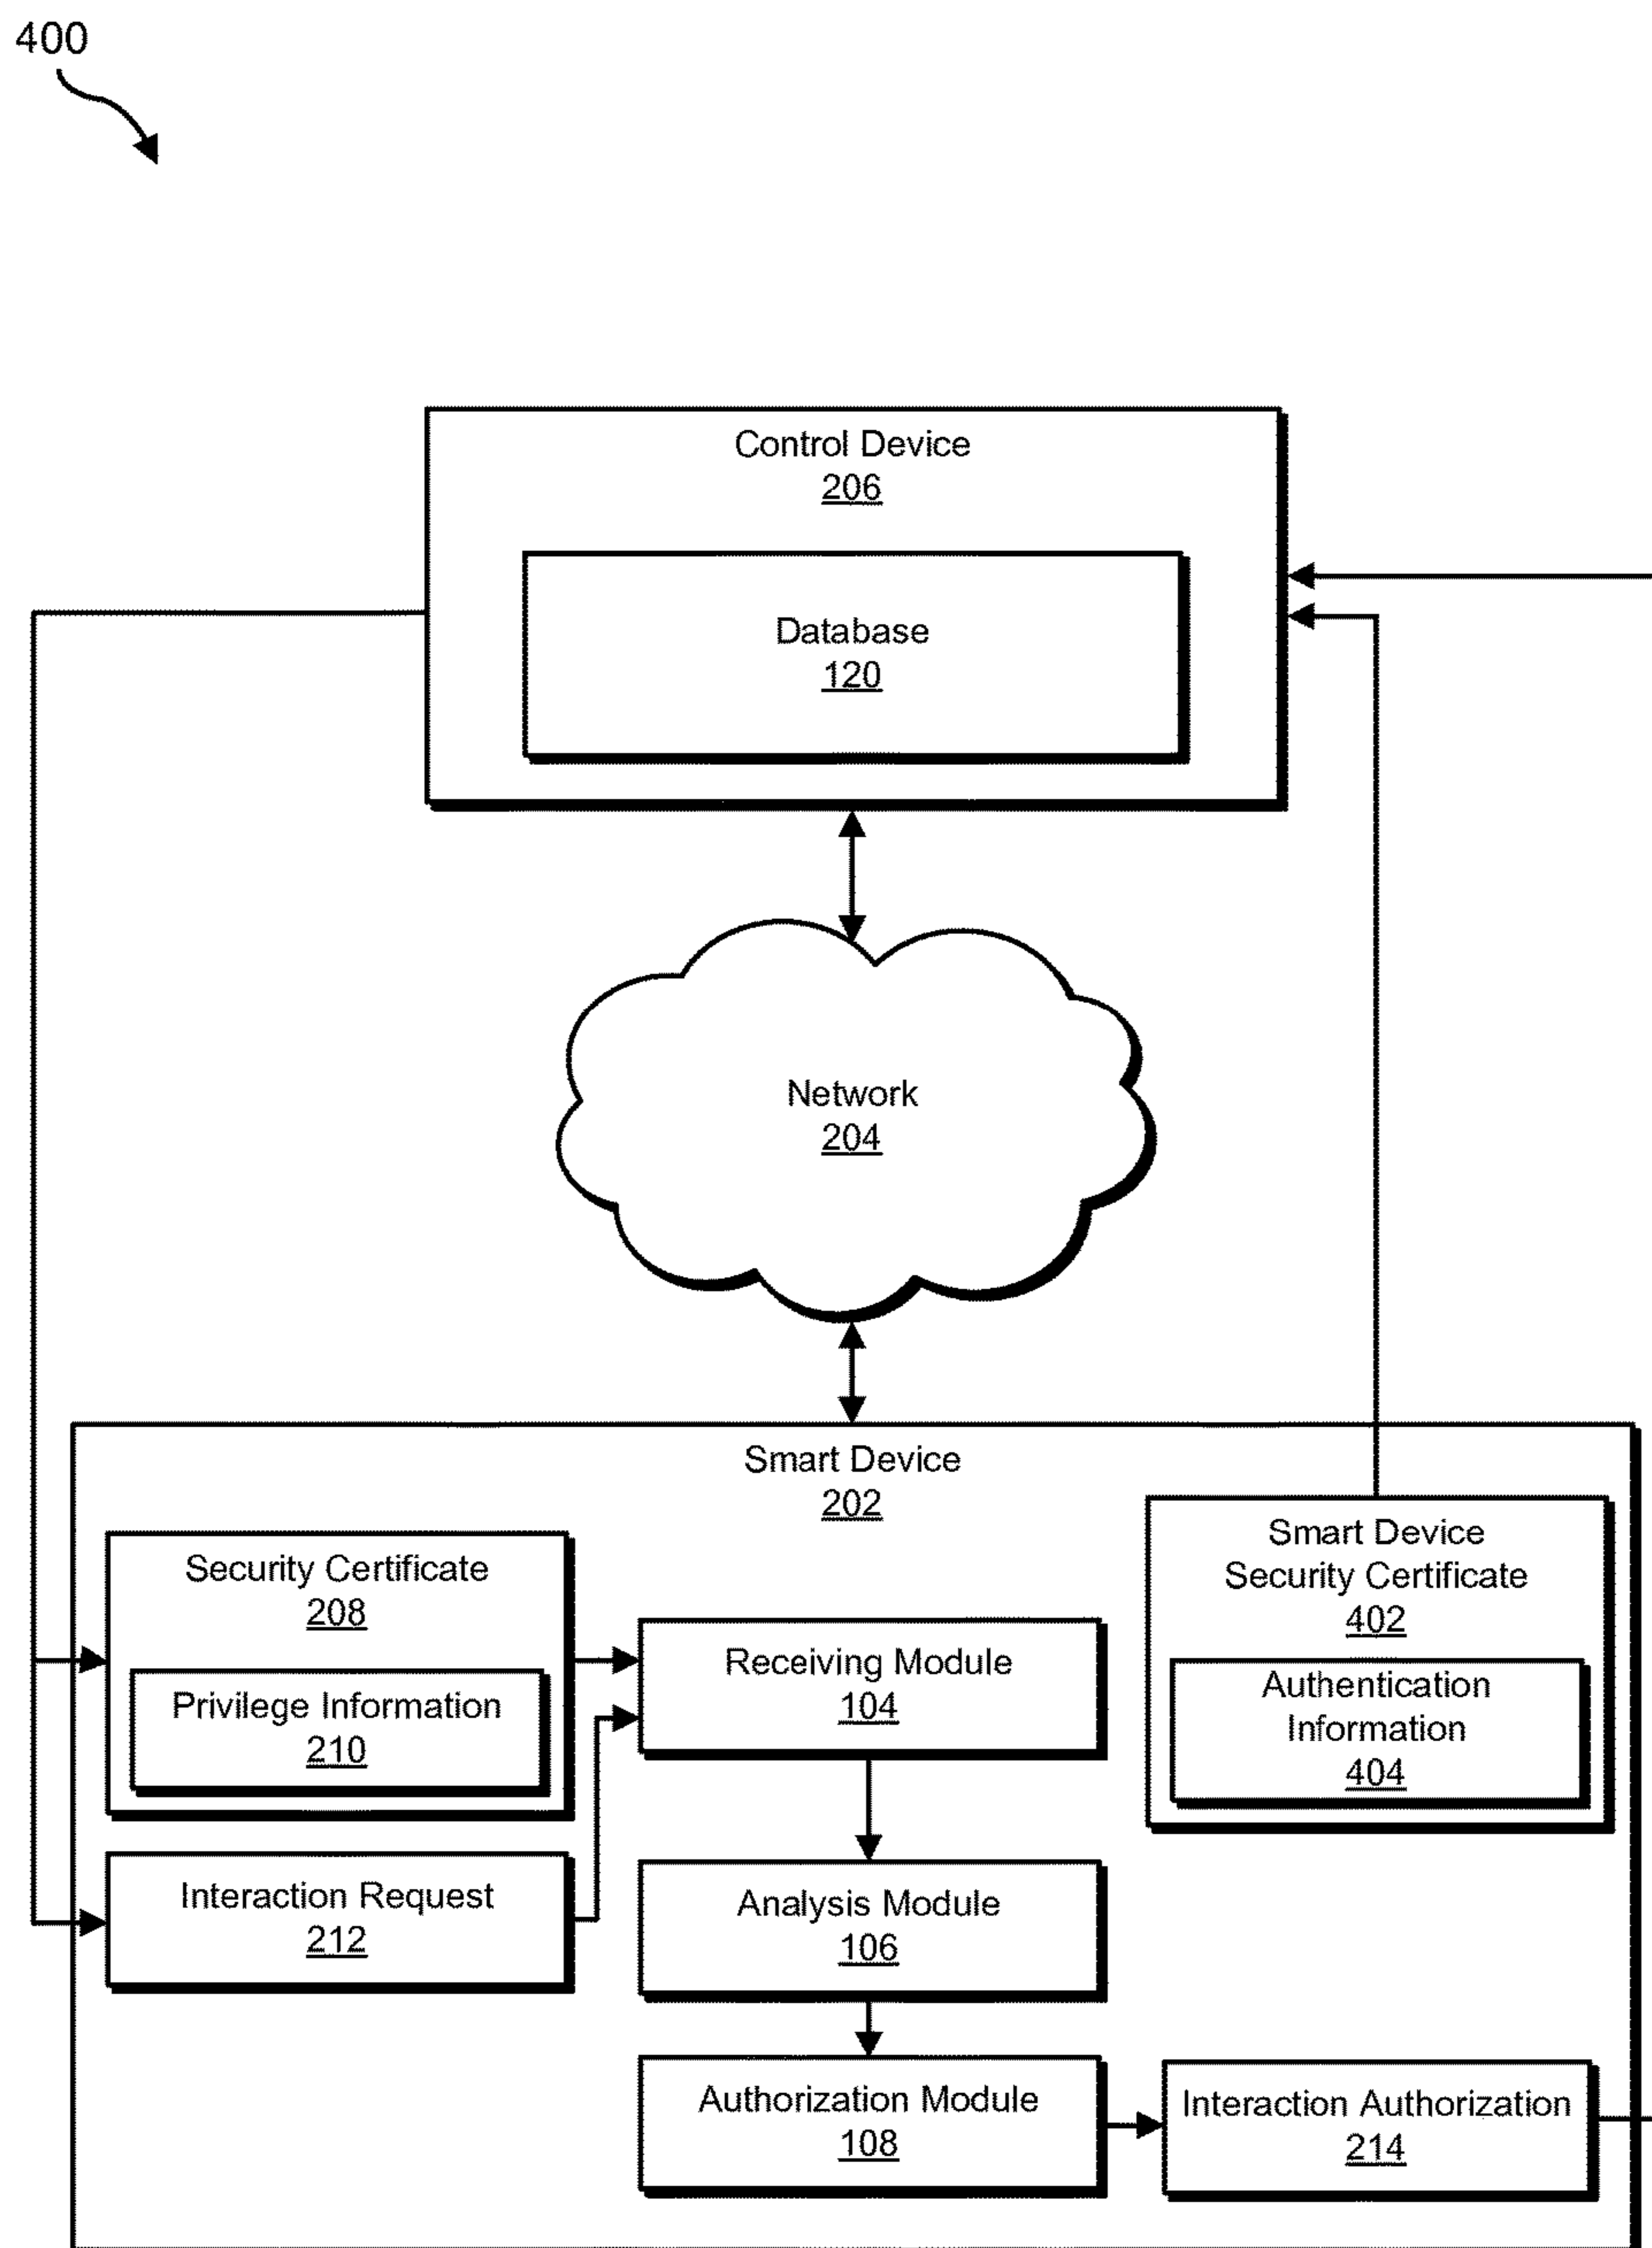 400
Control Device
206
Database
120
Network
204
Smart Device
202
Security Certificate
208
Privilege Information
210
Interaction Request
212
Receiving Module
104
Analysis Module
106
Authorization Module
108
Smart Device
Security Certificate
402
Authentication
Information
404
Interaction Authorization
214